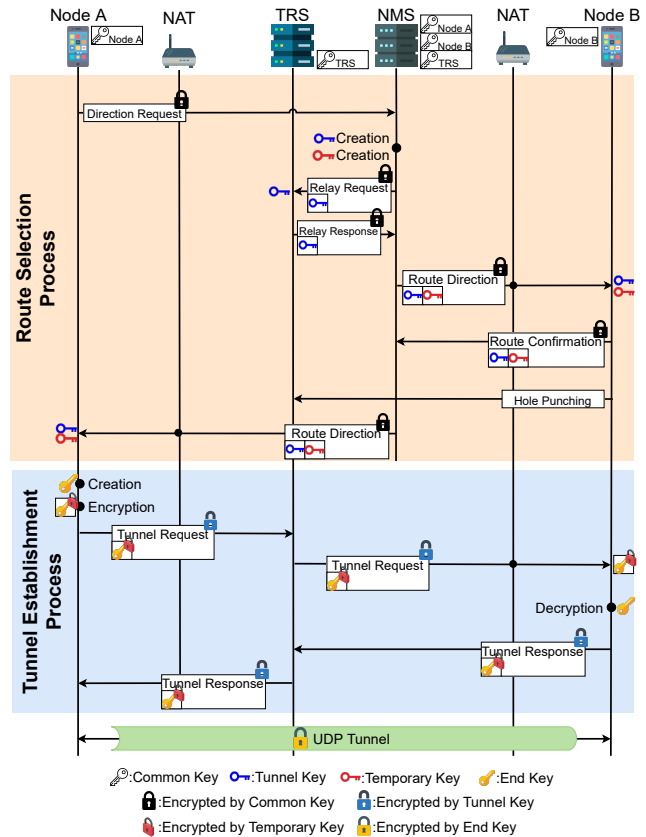 Node A
NAT
TRS
NMS
NAT
Node B
Node A
TRS
Node A
Node B
TRS
Node B
Route Selection
Process
Direction Request
Creation
Creation
Relay Request
Relay Response
Route Direction
Route Confirmation
Hole Punching
Route Direction
Tunnel Establishment
Process
Creation
Encryption
Tunnel Request
Tunnel Request
Decryption
Tunnel Response
Tunnel Response
UDP Tunnel
:Common Key :Tunnel Key :Temporary Key :End Key
:Encrypted by Common Key :Encrypted by Tunnel Key
:Encrypted by Temporary Key :Encrypted by End Key